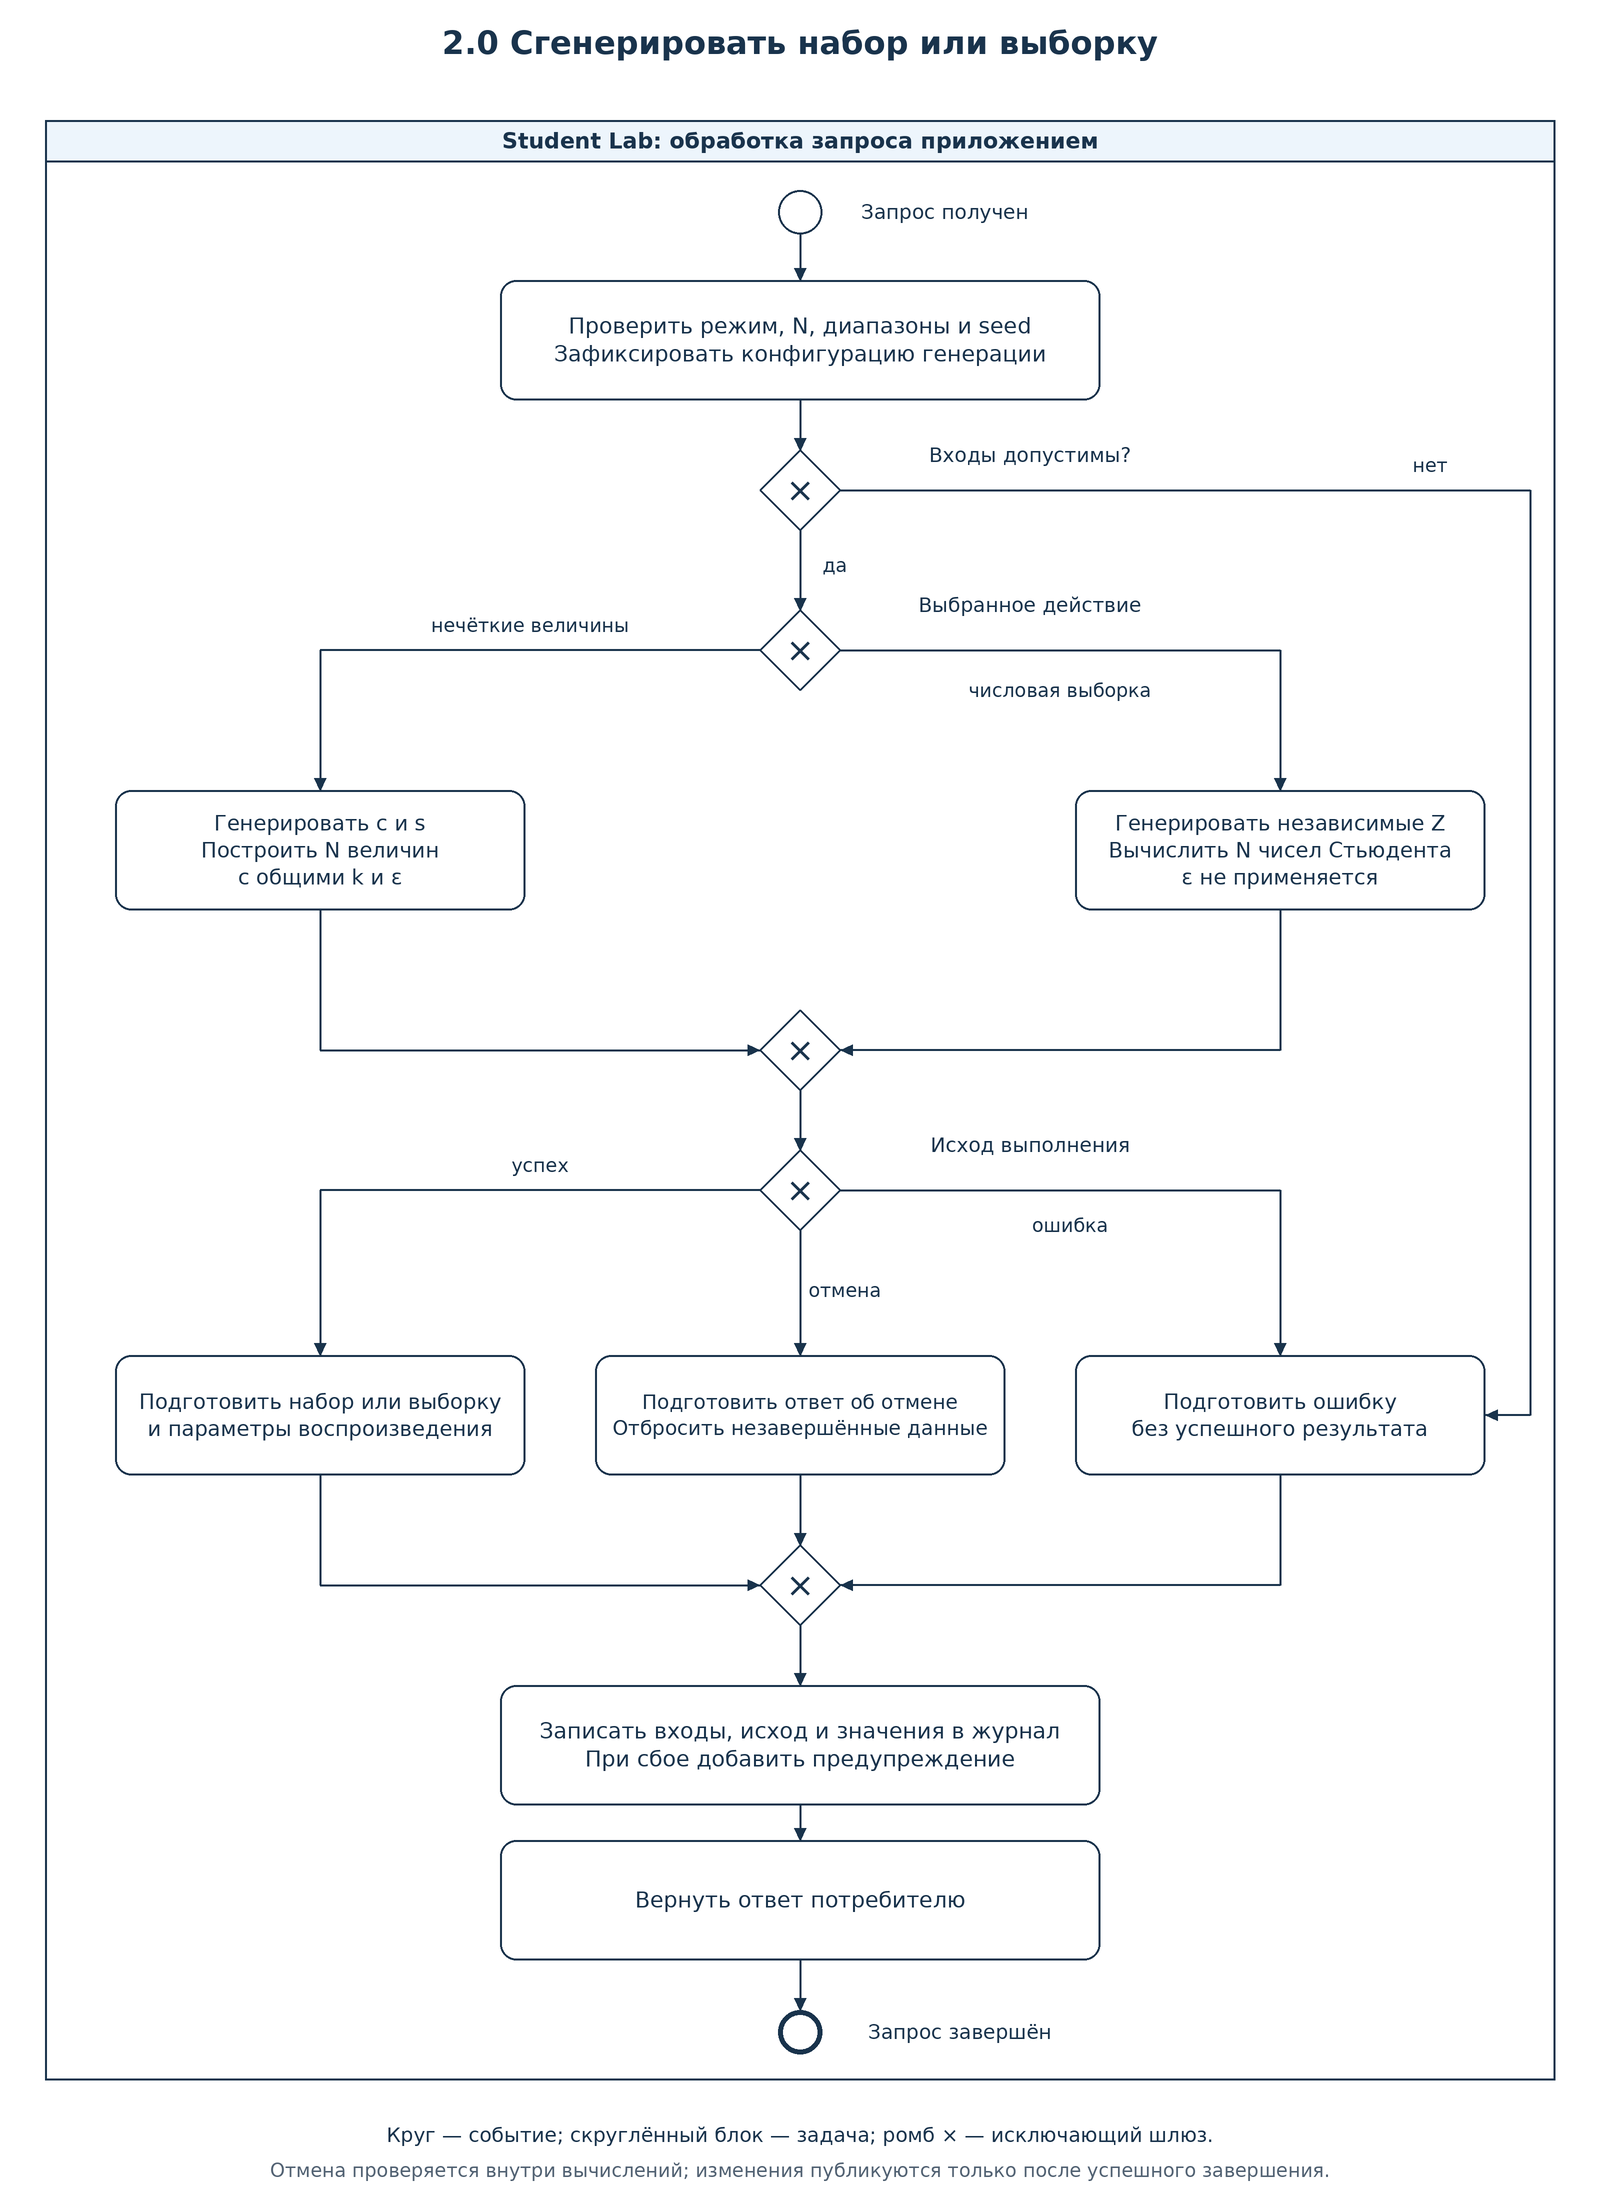 2.0 Сгенерировать набор или выборку
Student Lab: обработка запроса приложением
Запрос получен
Проверить режим, N, диапазоны и seed
Зафиксировать конфигурацию генерации
Входы допустимы?
нет
да
Выбранное действие
нечёткие величины
числовая выборка
Генерировать c и s
Построить N величин
с общими k и ε
Генерировать независимые Z
Вычислить N чисел Стьюдента
ε не применяется
Исход выполнения
успех
ошибка
отмена
Подготовить набор или выборку
и параметры воспроизведения
Подготовить ответ об отмене
Отбросить незавершённые данные
Подготовить ошибку
без успешного результата
Записать входы, исход и значения в журнал
При сбое добавить предупреждение
Вернуть ответ потребителю
Запрос завершён
Круг — событие; скруглённый блок — задача; ромб × — исключающий шлюз.
Отмена проверяется внутри вычислений; изменения публикуются только после успешного завершения.